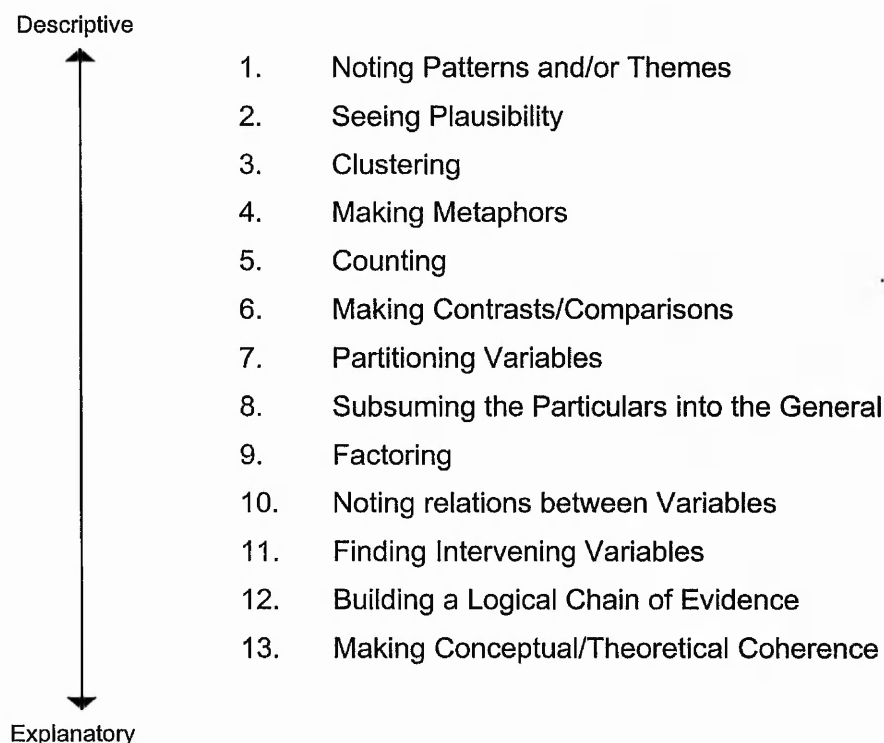 Descriptive
1. Noting Patterns and/or Themes
2. Seeing Plausibility
3. Clustering
4. Making Metaphors
5. Counting
6. Making Contrasts/Comparisons
7. Partitioning Variables
8. Subsuming the Particulars into the General
9. Factoring
10. Noting relations between Variables
11. Finding Intervening Variables
12. Building a Logical Chain of Evidence
13. Making Conceptual/Theoretical Coherence
Explanatory